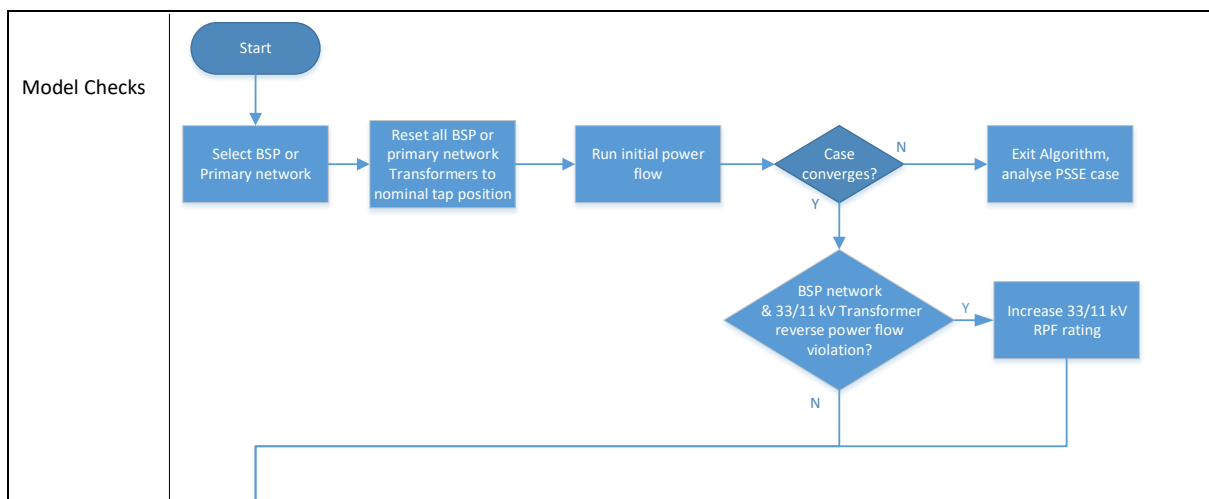 Start
Model Checks
Select BSP or
Primary network
Reset all BSP or
primary network
Transformers to
nominal tap position
Run initial power
flow
Case
converges?
N
Exit Algorithm,
analyse PSSE case
Y
BSP network
& 33/11 kV Transformer
reverse power flow
violation?
Y
Increase 33/11 kV
RPF rating
N